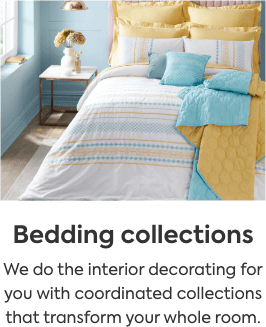 Bedding collections
We do the interior decorating for
you with coordinated collections
that transform your whole room.